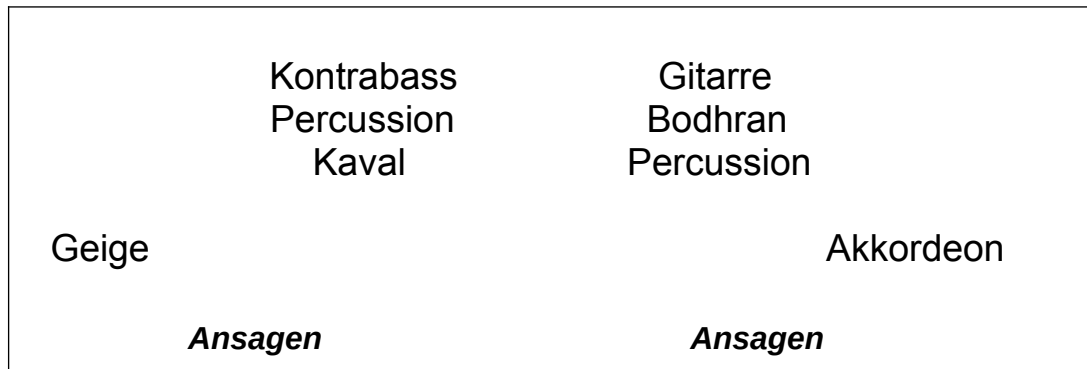 Kontrabass Gitarre
Percussion Bodhran
Kaval Percussion
Geige Akkordeon
Ansagen Ansagen